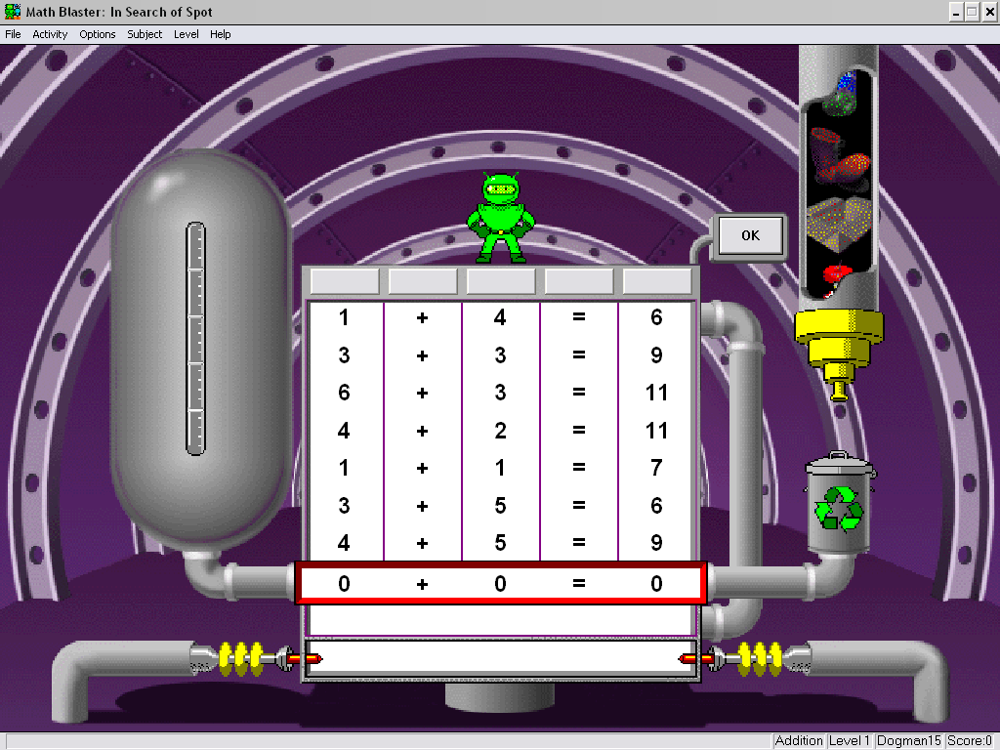 Math Blaster: In Search of Spot
File Activity Options Subject Level Help
OK
1 + 4 = 6
3 + 3 = 9
6 + 3 = 11
4 + 2 = 11
1 + 1 = 7
3 + 5 = 6
4 + 5 = 9
0 + 0 = 0
Addition Level 1 Dogman15 Score:0